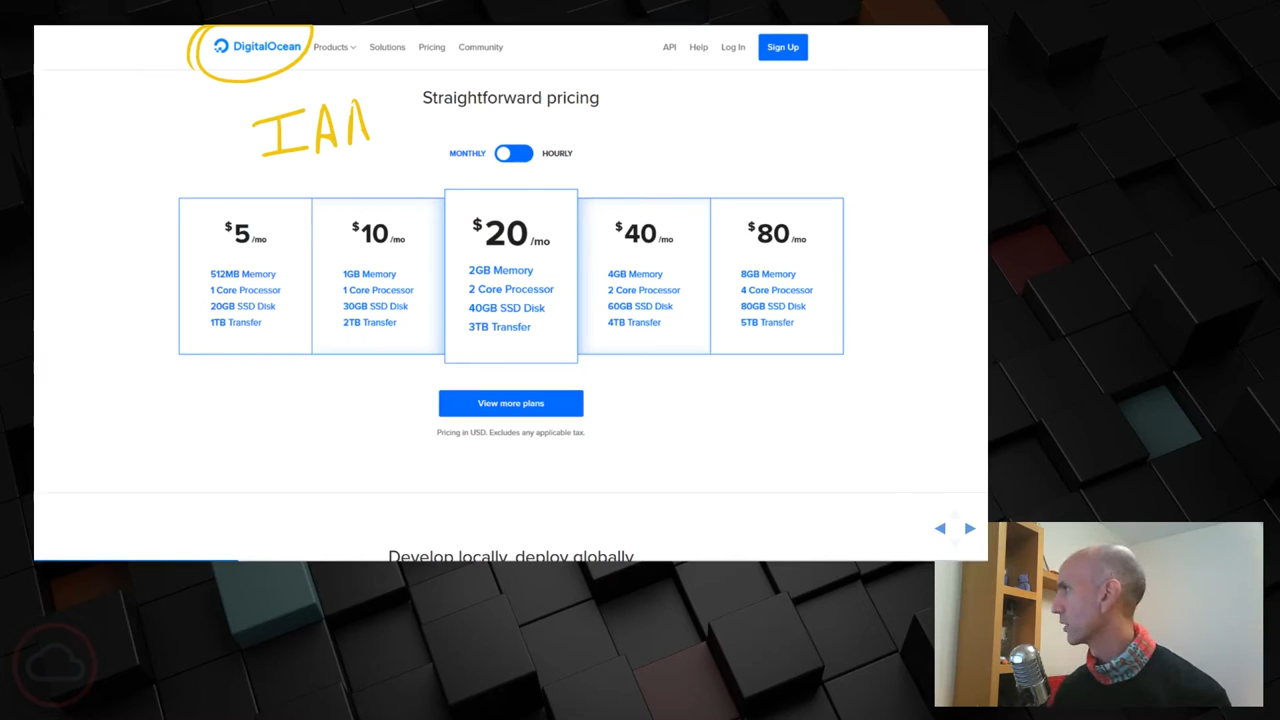 DigitalOcean Products Solutions Pricing Community API Help Log In Sign Up
Straightforward pricing
IAA
MONTHLY HOURLY
$5/mo
512MB Memory
1 Core Processor
20GB SSD Disk
1TB Transfer
$10/mo
1GB Memory
1 Core Processor
30GB SSD Disk
2TB Transfer
$20/mo
2GB Memory
2 Core Processor
40GB SSD Disk
3TB Transfer
$40/mo
4GB Memory
2 Core Processor
60GB SSD Disk
4TB Transfer
$80/mo
8GB Memory
4 Core Processor
80GB SSD Disk
5TB Transfer
View more plans
Pricing in USD. Excludes any applicable tax.
Develop locally, deploy globally